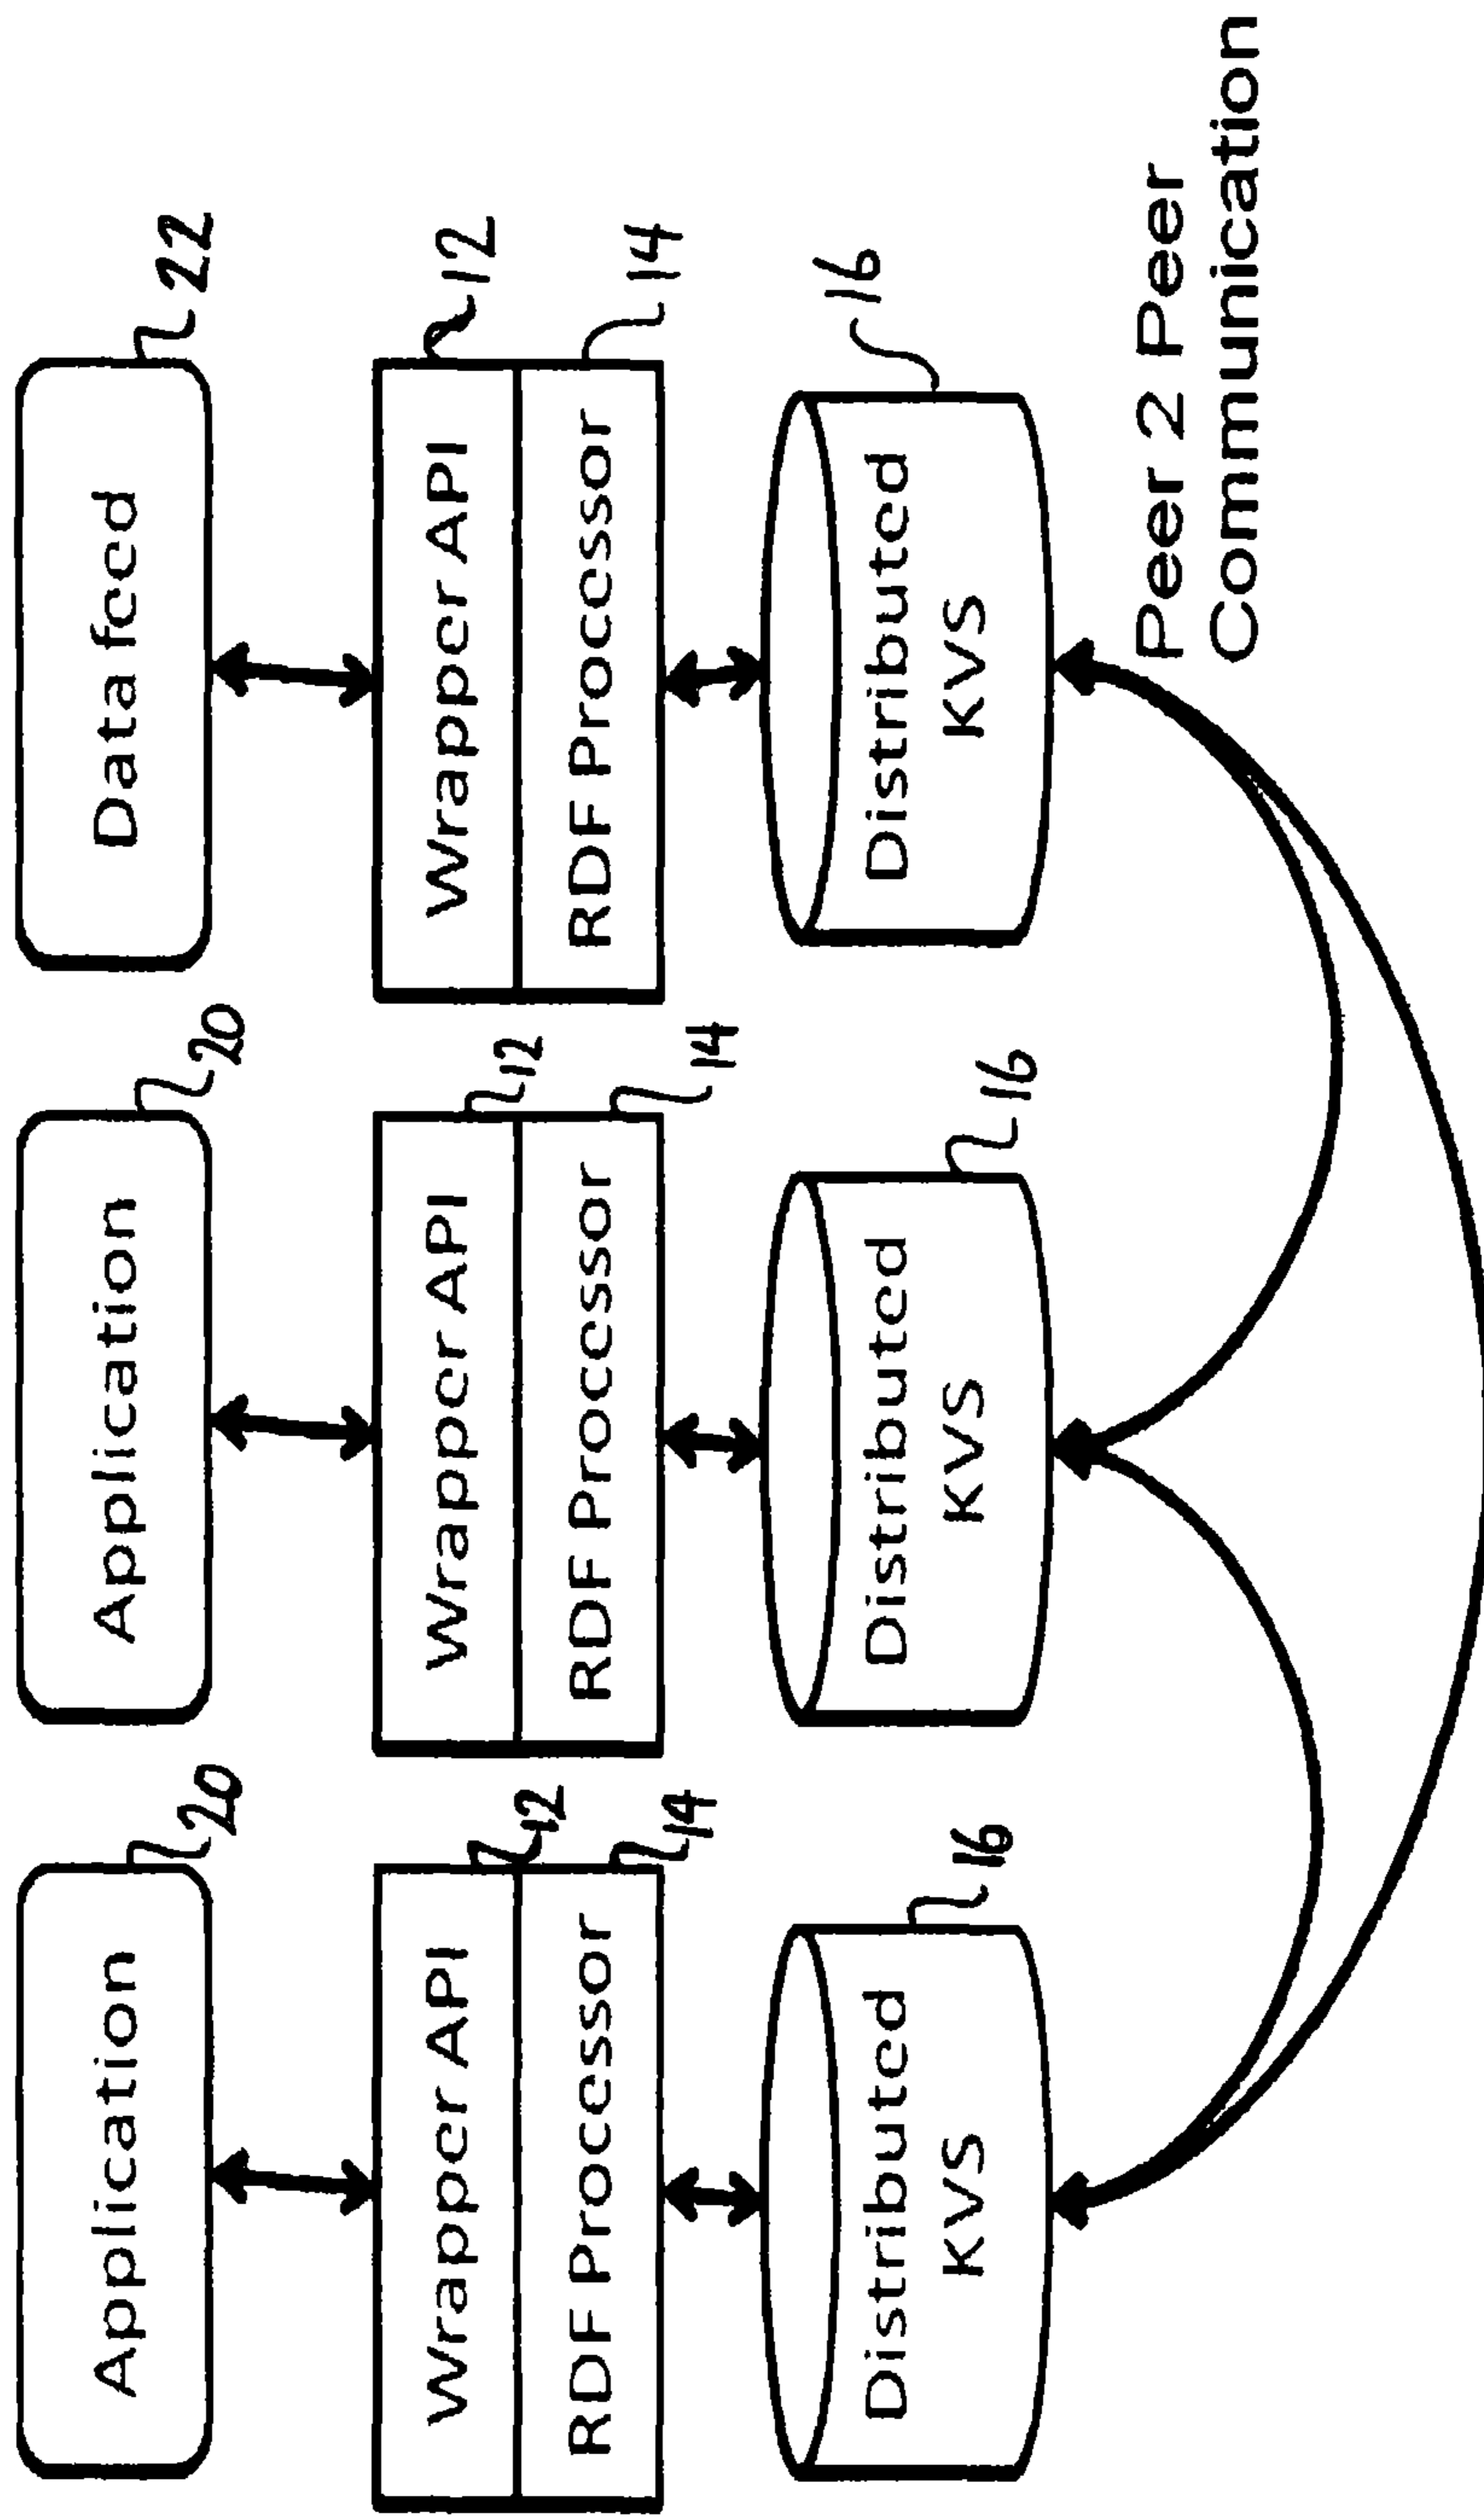 Application
20
Application
20
Data feed
22
Wrapper API
12
Wrapper API
12
Wrapper API
12
RDF Processor
14
RDF Processor
14
RDF Processor
14
Distributed
KVS
16
Distributed
KVS
16
Distributed
KVS
16
Peer 2 Peer
Communication